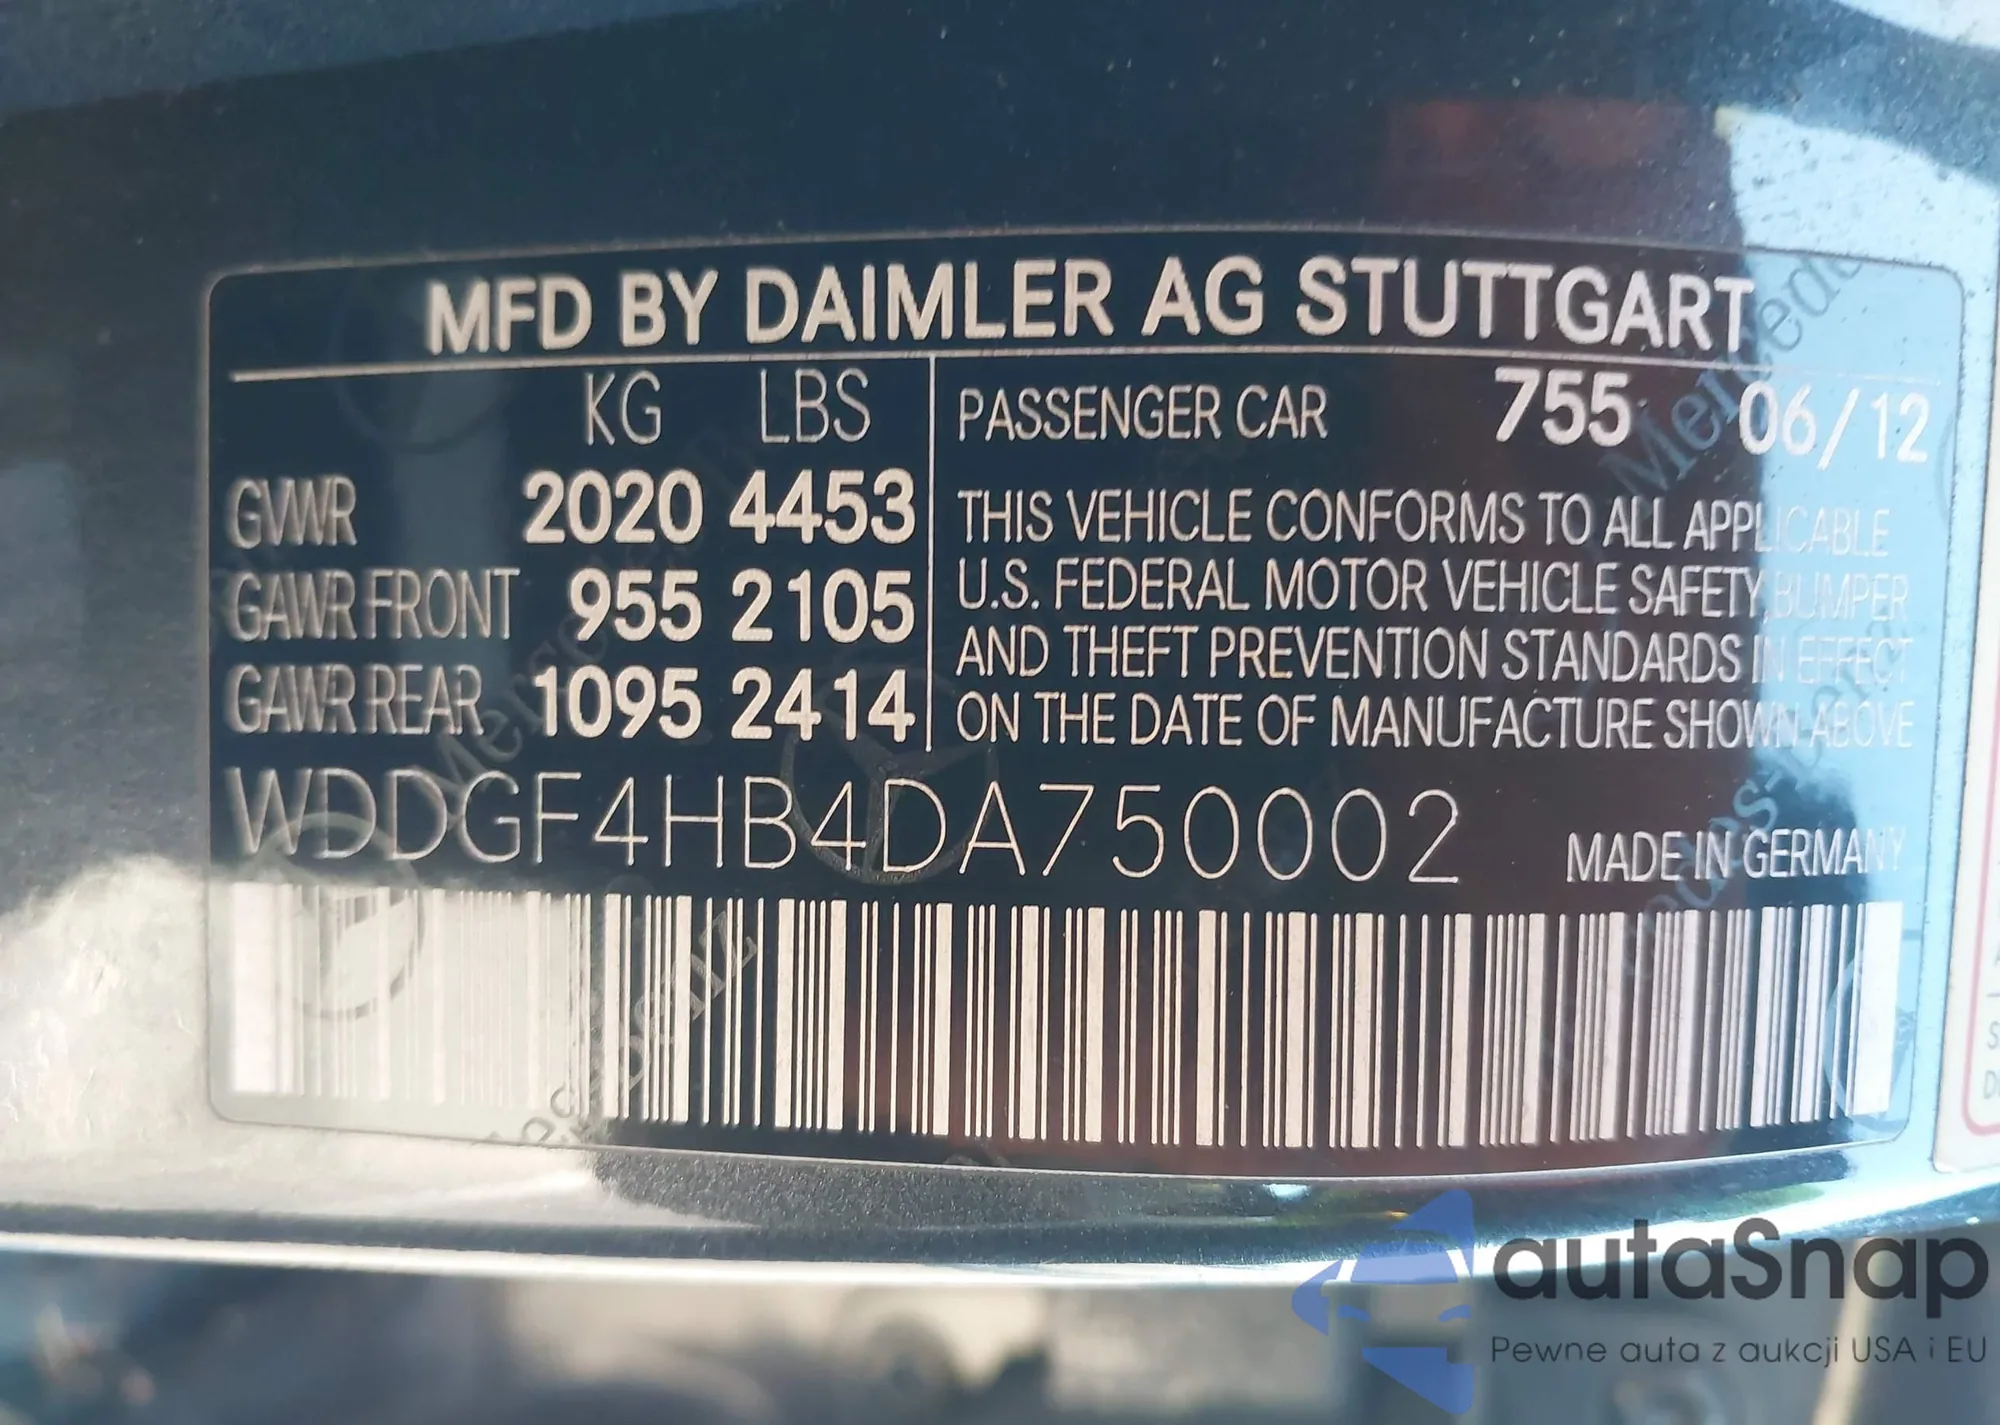 MFD BY DAIMLER AG STUTTGART
KG LBS
GVWR 2020 4453
GAWR FRONT 955 2105
GAWR REAR 1095 2414
PASSENGER CAR 755 06/12
THIS VEHICLE CONFORMS TO ALL APPLICABLE
U.S. FEDERAL MOTOR VEHICLE SAFETY, BUMPER
AND THEFT PREVENTION STANDARDS IN EFFECT
ON THE DATE OF MANUFACTURE SHOWN ABOVE
WDDGF4HB4DA750002
MADE IN GERMANY
autaSnap
Pewne auta z aukcji USA i EU